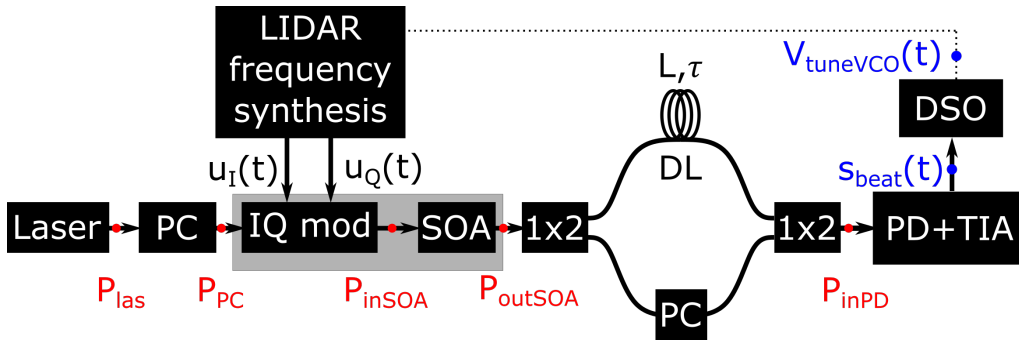 LIDAR
frequency
synthesis
V_tuneVCO(t)
L,τ
DSO
DL
u_I(t)
u_Q(t)
s_beat(t)
Laser
PC
IQ mod
SOA
1x2
1x2
PD+TIA
P_las
P_PC
P_inSOA
P_outSOA
P_inPD
PC